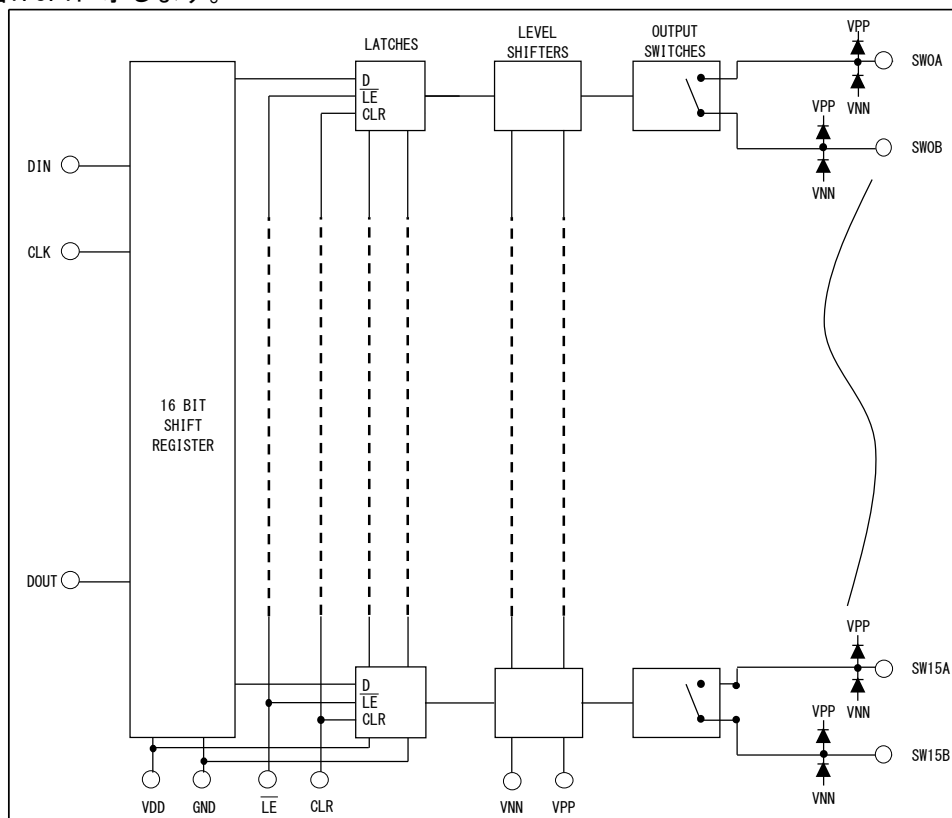 LATCHES
LEVEL
SHIFTERS
OUTPUT
SWITCHES
VPP
SW0A
VNN
VPP
SW0B
VNN
D
LE
CLR
DIN
CLK
16 BIT
SHIFT
REGISTER
DOUT
D
LE
CLR
VPP
SW15A
VNN
VPP
SW15B
VNN
VDD
GND
LE
CLR
VNN
VPP